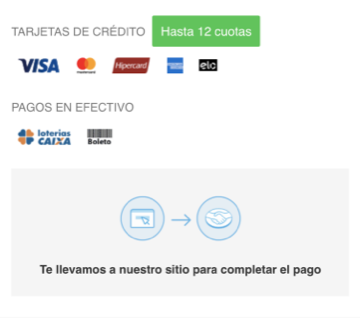 TARJETAS DE CRÉDITO Hasta 12 cuotas
VISA mastercard Hipercard elo
PAGOS EN EFECTIVO
loterias CAIXA Boleto
Te llevamos a nuestro sitio para completar el pago